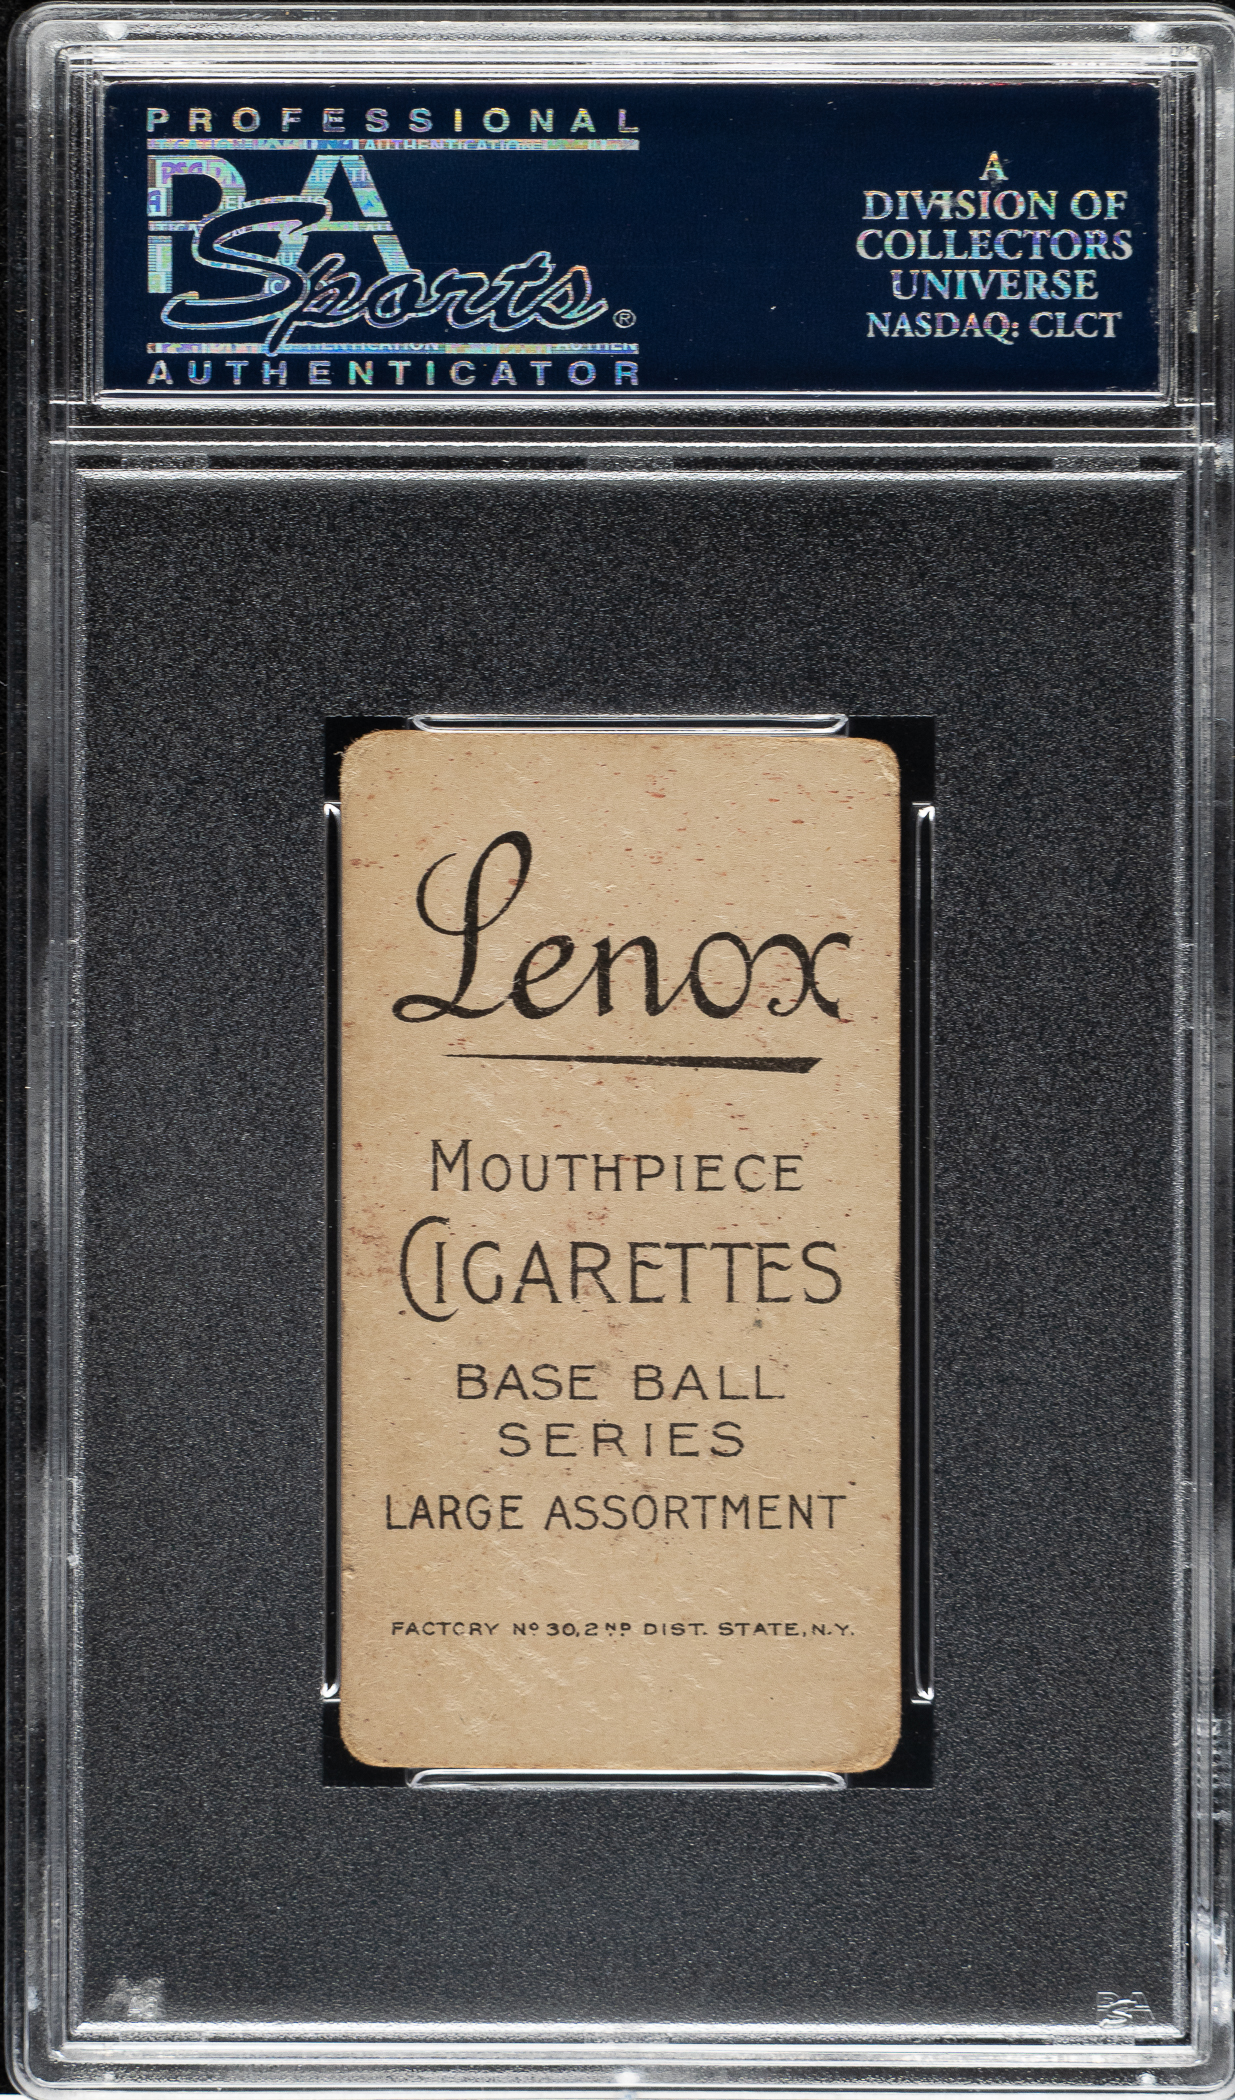 PROFESSIONAL
PSA
Sports®
AUTHENTICATOR
A
DIVISION OF
COLLECTORS
UNIVERSE
NASDAQ: CLCT
Lenox
MOUTHPIECE
CIGARETTES
BASE BALL
SERIES
LARGE ASSORTMENT
FACTORY Nº 30, 2ND DIST. STATE, N.Y.
PSA